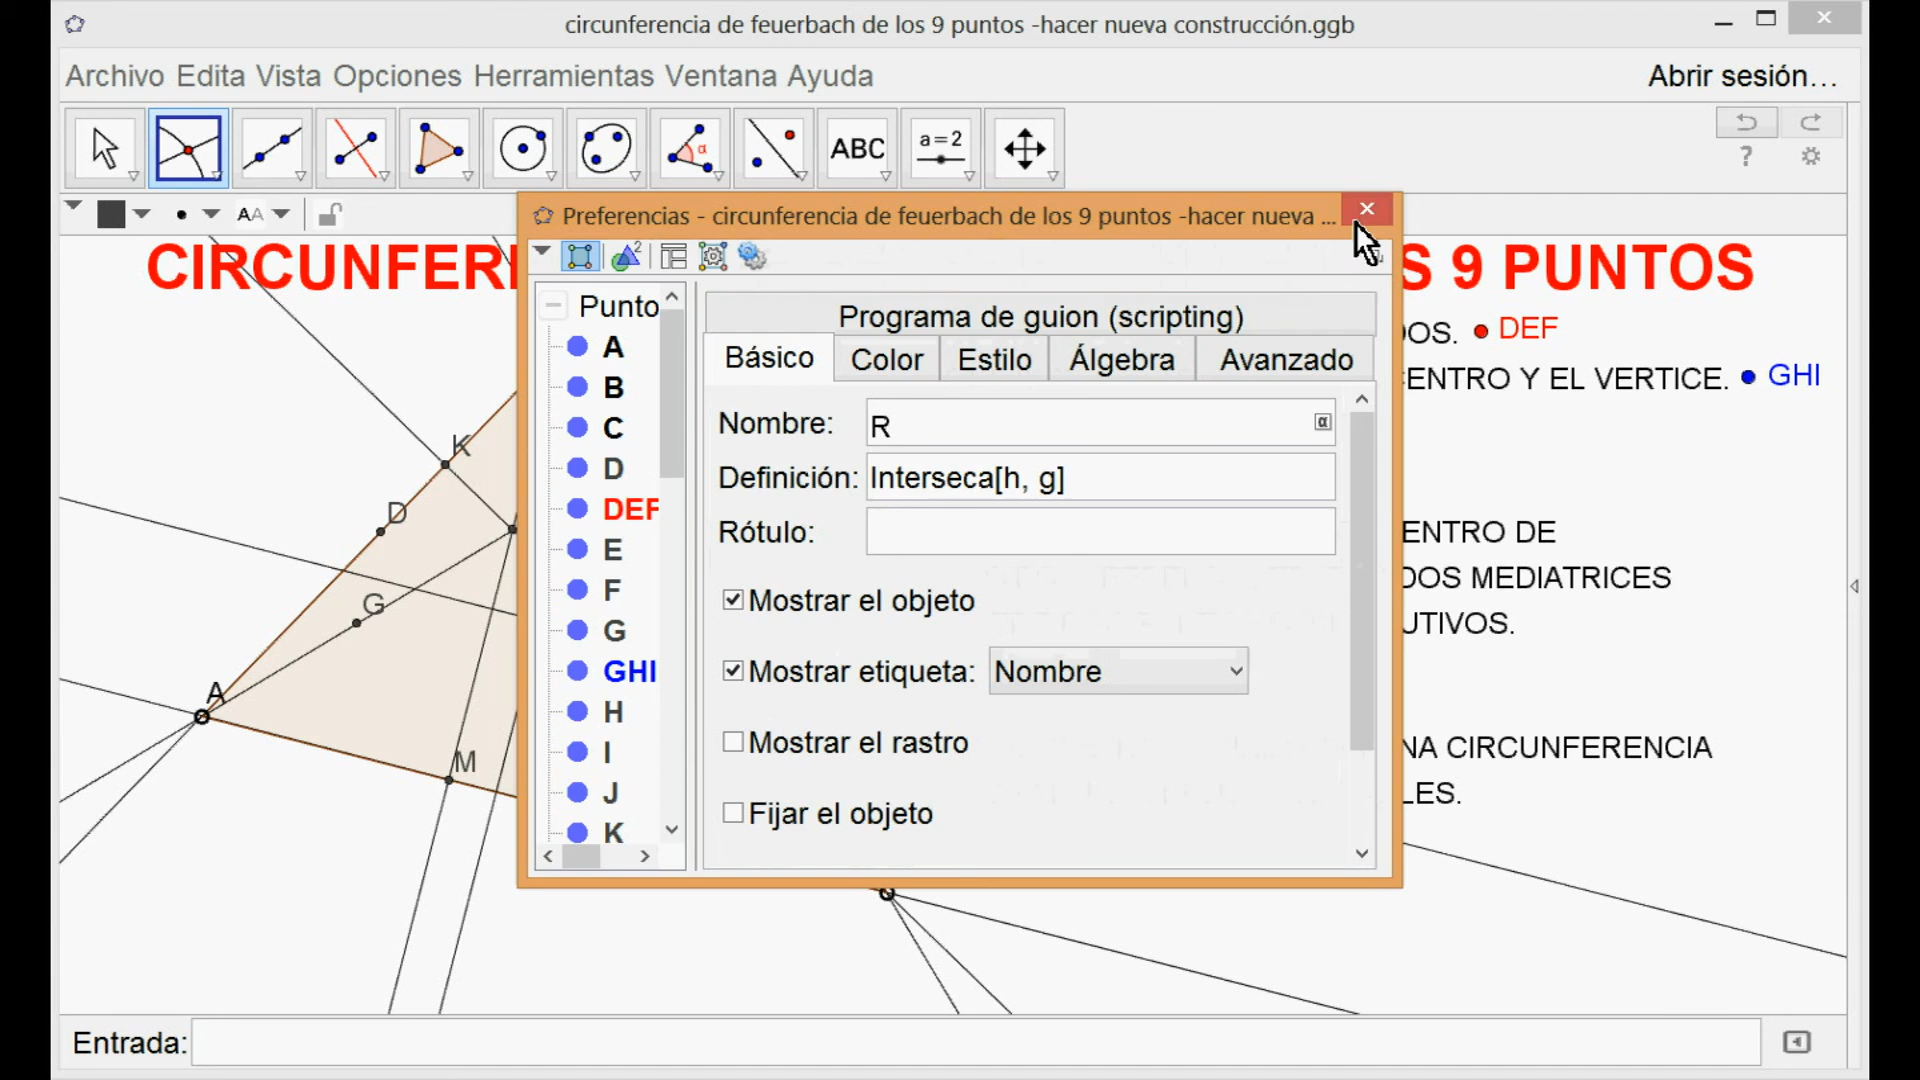 circunferencia de feuerbach de los 9 puntos -hacer nueva construcción.ggb
Archivo Edita Vista Opciones Herramientas Ventana Ayuda
Abrir sesión…
α
ABC
a=2
?
AA
CIRCUNFER
S 9 PUNTOS
Preferencias - circunferencia de feuerbach de los 9 puntos -hacer nueva ...
2
Punto
A
B
C
D
DEF
E
F
G
GHI
H
I
J
K
Programa de guion (scripting)
Básico
Color
Estilo
Álgebra
Avanzado
Nombre:
R
α
Definición:
Interseca[h, g]
Rótulo:
Mostrar el objeto
Mostrar etiqueta:
Nombre
Mostrar el rastro
Fijar el objeto
OS.
DEF
ENTRO Y EL VERTICE.
GHI
ENTRO DE
DOS MEDIATRICES
UTIVOS.
NA CIRCUNFERENCIA
LES.
K
D
G
A
M
Entrada: